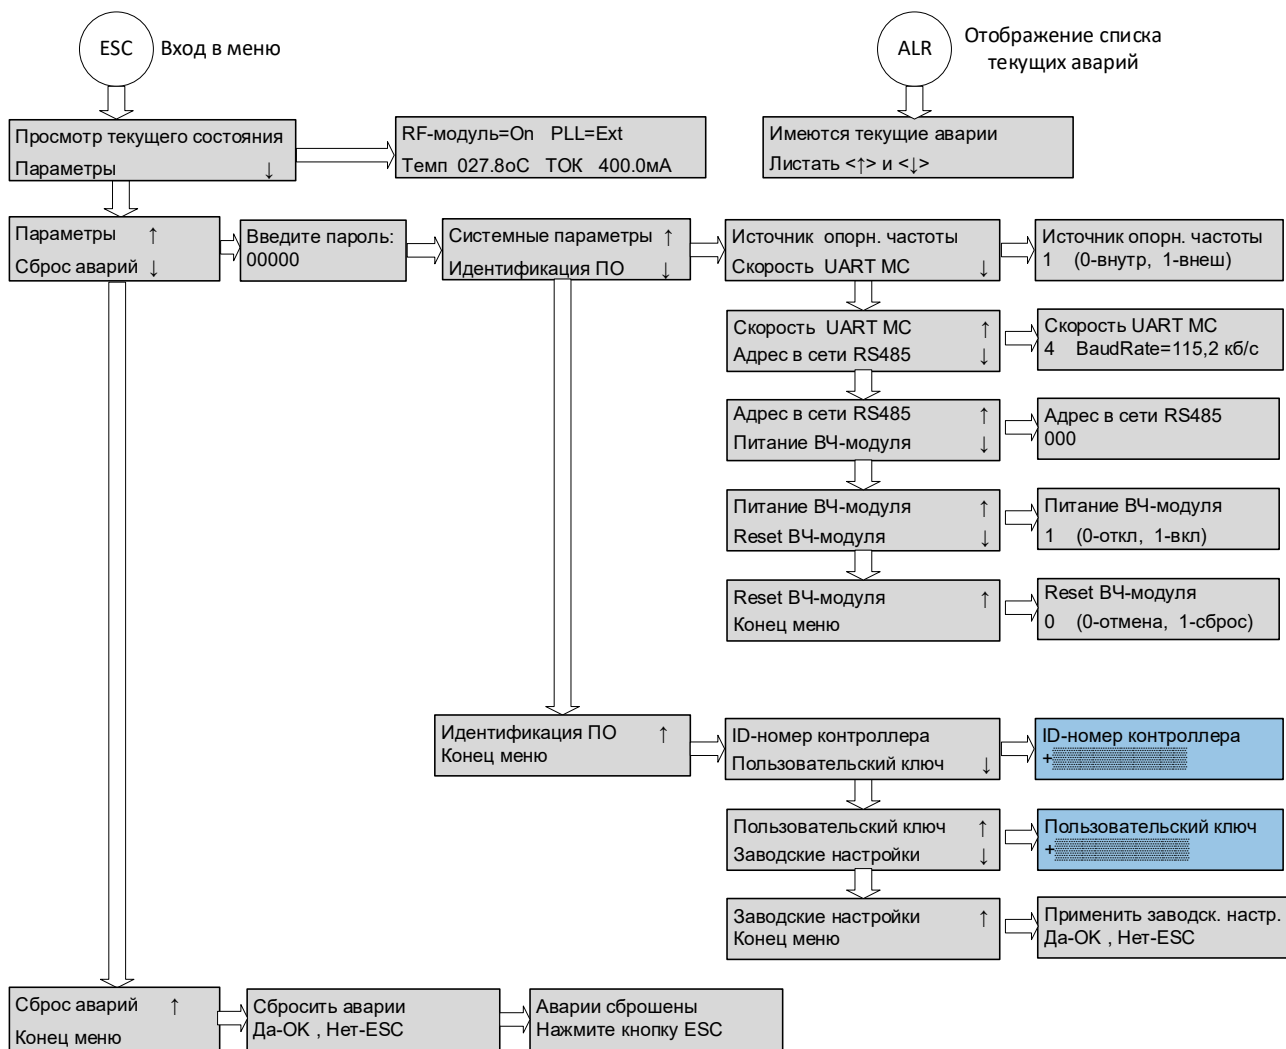 ESC
Вход в меню
ALR
Отображение списка
текущих аварий
Просмотр текущего состояния
Параметры ↓
RF-модуль=On PLL=Ext
Темп 027.8оС ТОК 400.0мА
Имеются текущие аварии
Листать <↑> и <↓>
Параметры ↑
Сброс аварий ↓
Введите пароль:
00000
Системные параметры ↑
Идентификация ПО ↓
Источник опорн. частоты
Скорость UART МС ↓
Источник опорн. частоты
1 (0-внутр, 1-внеш)
Скорость UART МС ↑
Адрес в сети RS485 ↓
Скорость UART МС
4 BaudRate=115,2 кб/с
Адрес в сети RS485 ↑
Питание ВЧ-модуля ↓
Адрес в сети RS485
000
Питание ВЧ-модуля ↑
Reset ВЧ-модуля ↓
Питание ВЧ-модуля
1 (0-откл, 1-вкл)
Reset ВЧ-модуля ↑
Конец меню
Reset ВЧ-модуля
0 (0-отмена, 1-сброс)
Идентификация ПО ↑
Конец меню
ID-номер контроллера
Пользовательский ключ ↓
ID-номер контроллера
+▒▒▒▒▒▒▒▒▒▒
Пользовательский ключ ↑
Заводские настройки ↓
Пользовательский ключ
+▒▒▒▒▒▒▒▒▒▒
Заводские настройки ↑
Конец меню
Применить заводск. настр.
Да-OK , Нет-ESC
Сброс аварий ↑
Конец меню
Сбросить аварии
Да-OK , Нет-ESC
Аварии сброшены
Нажмите кнопку ESC